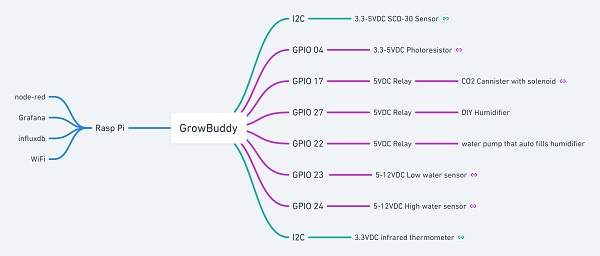 I2C 3.3-5VDC SCD-30 Sensor
GPIO 04 3.3-5VDC Photoresistor
GPIO 17 5VDC Relay CO2 Cannister with solenoid
node-red
Grafana
GPIO 27 5VDC Relay DIY Humidifier
Rasp Pi GrowBuddy
influxdb
GPIO 22 5VDC Relay water pump that auto fills humidifier
WiFi
GPIO 23 5-12VDC Low water sensor
GPIO 24 5-12VDC High water sensor
I2C 3.3VDC infrared thermometer